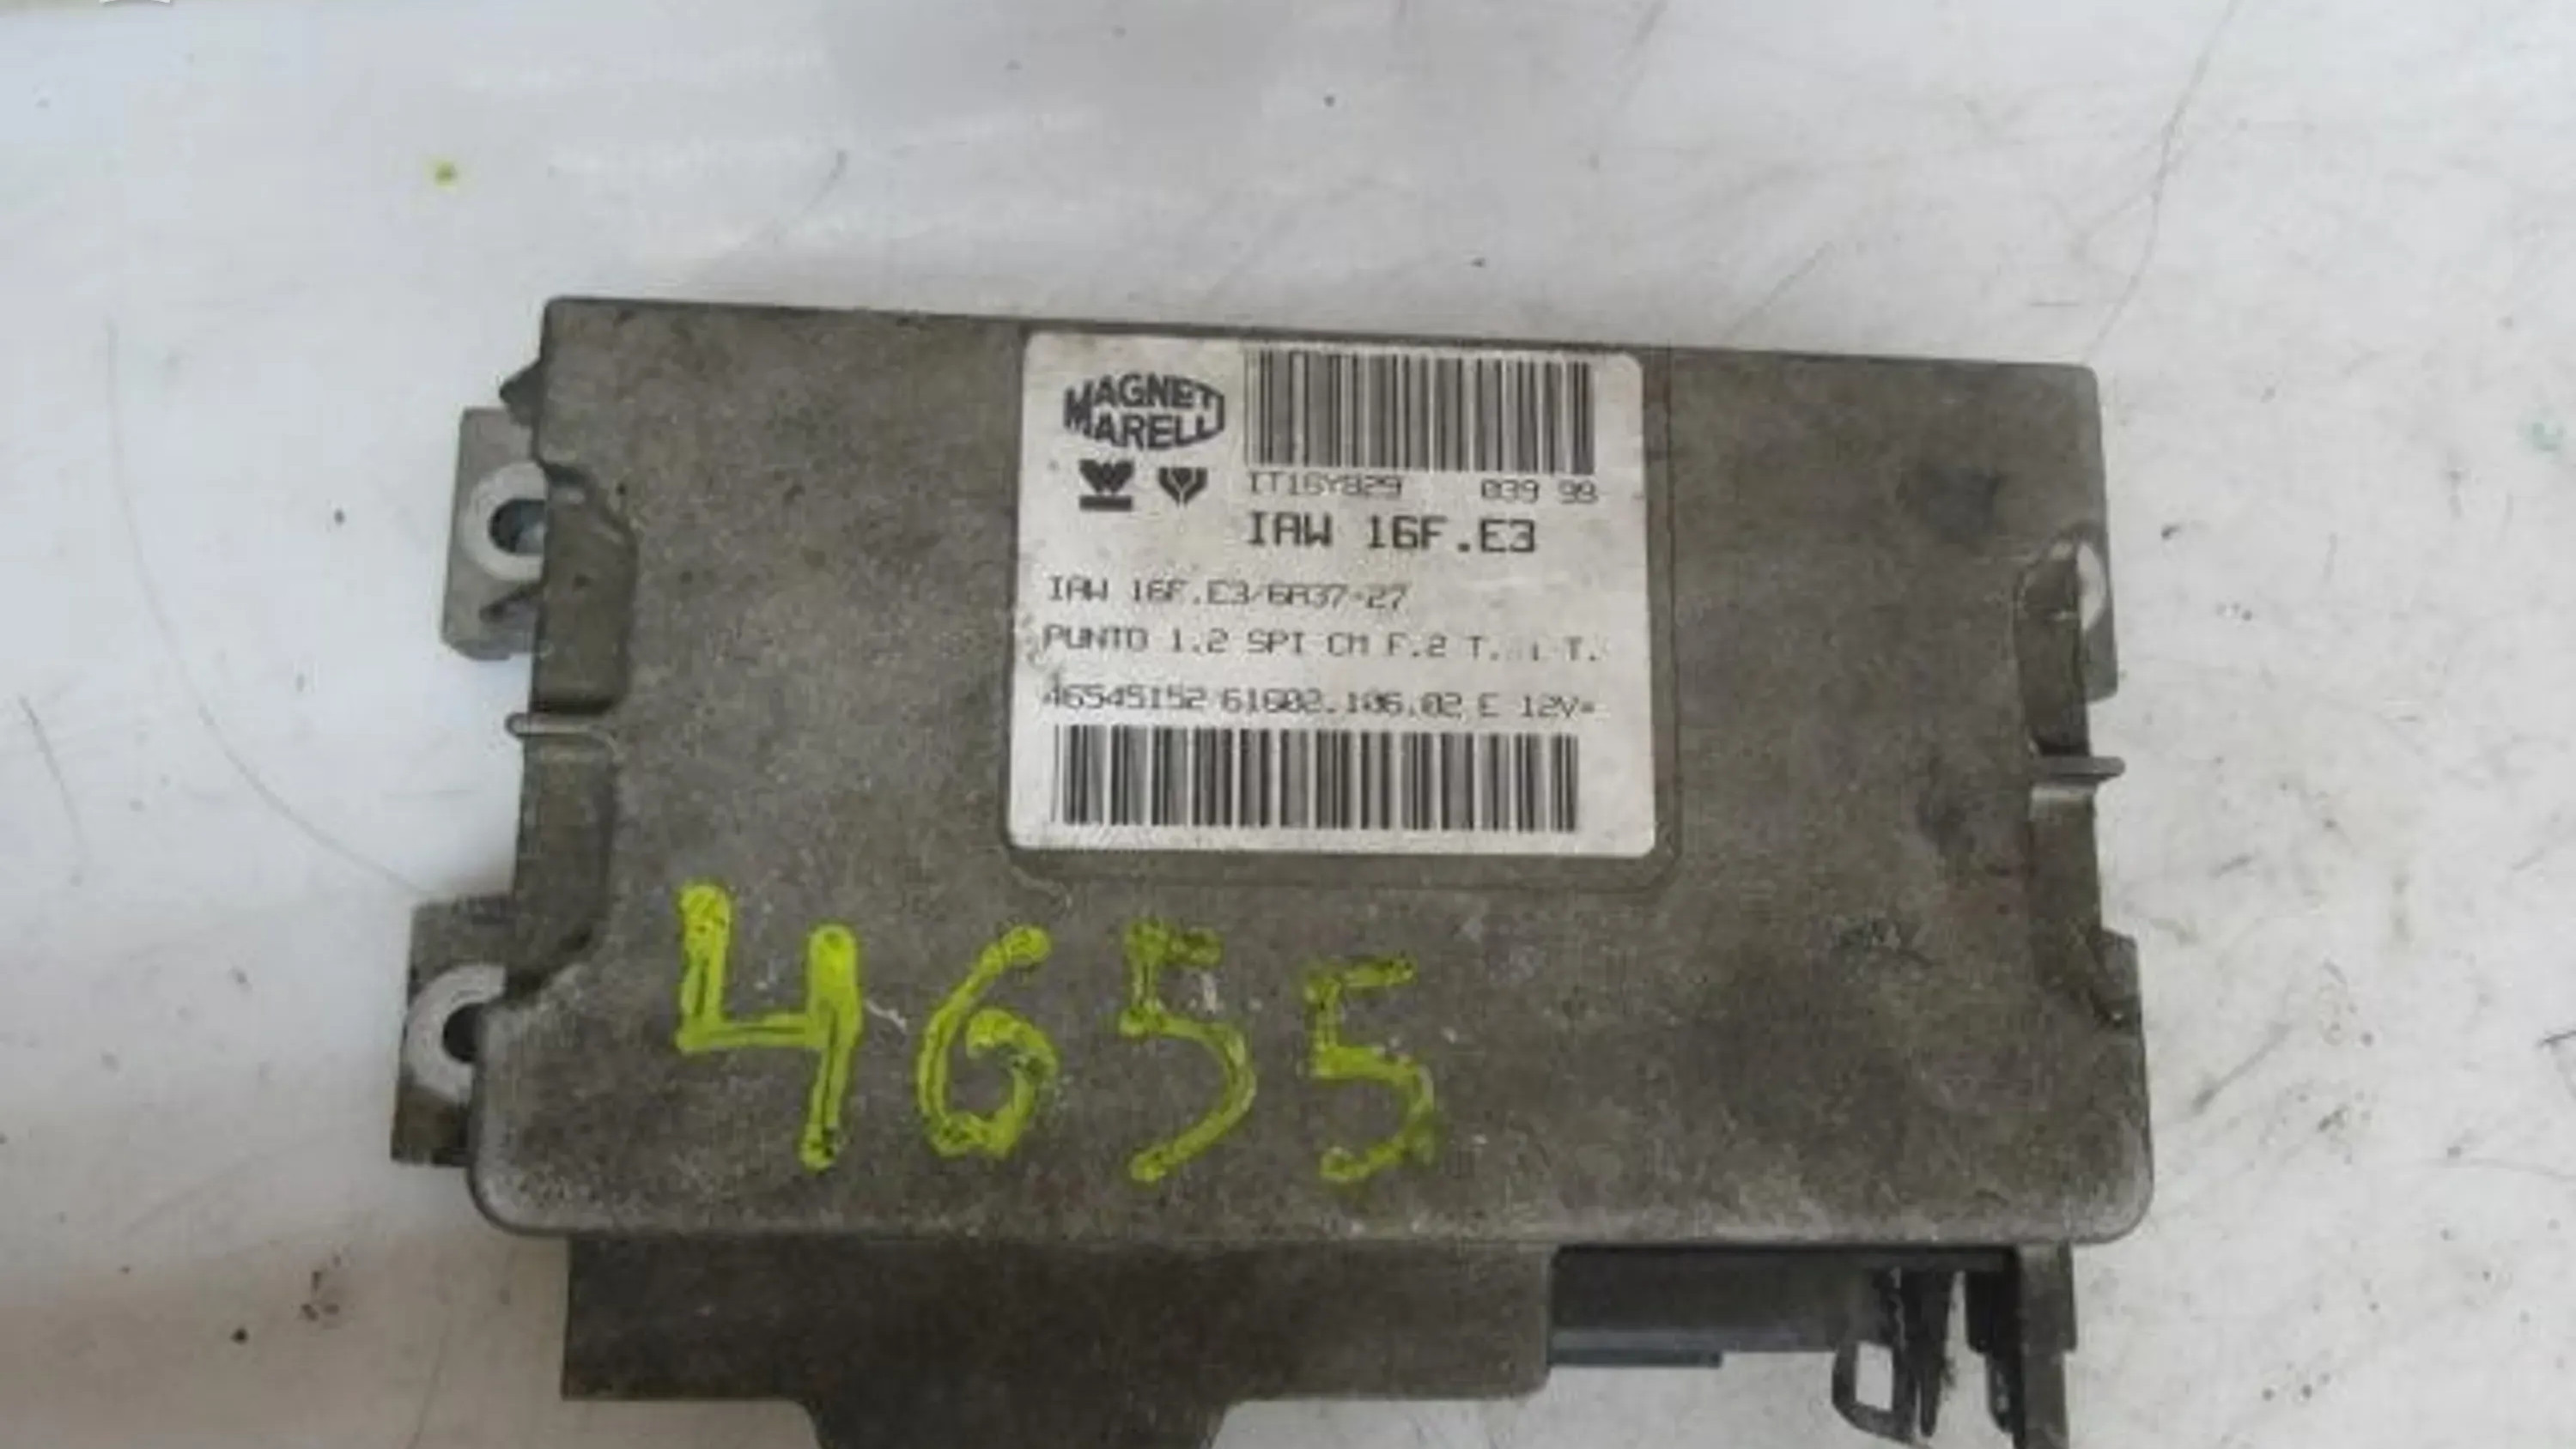 MAGNETI
MARELLI
IT16Y829 039 98
IAW 16F.E3
IAW 16F.E3/6A37-27
PUNTO 1.2 SPI CM F.2 T. T.
46545152 61602.106.02 E 12V=
4655